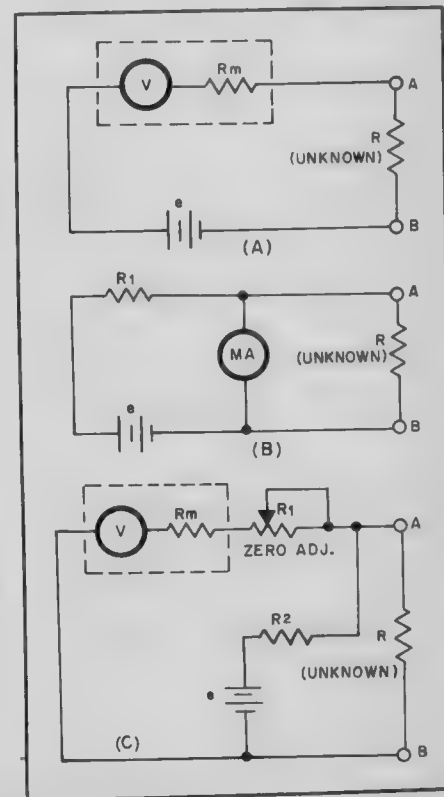 V Rm A
R
(UNKNOWN)
e
B
(A)
R1 A
MA R
(UNKNOWN)
e
B
(B)
Rm R1 A
V
ZERO ADJ.
R2
R
(UNKNOWN)
e
(C) B